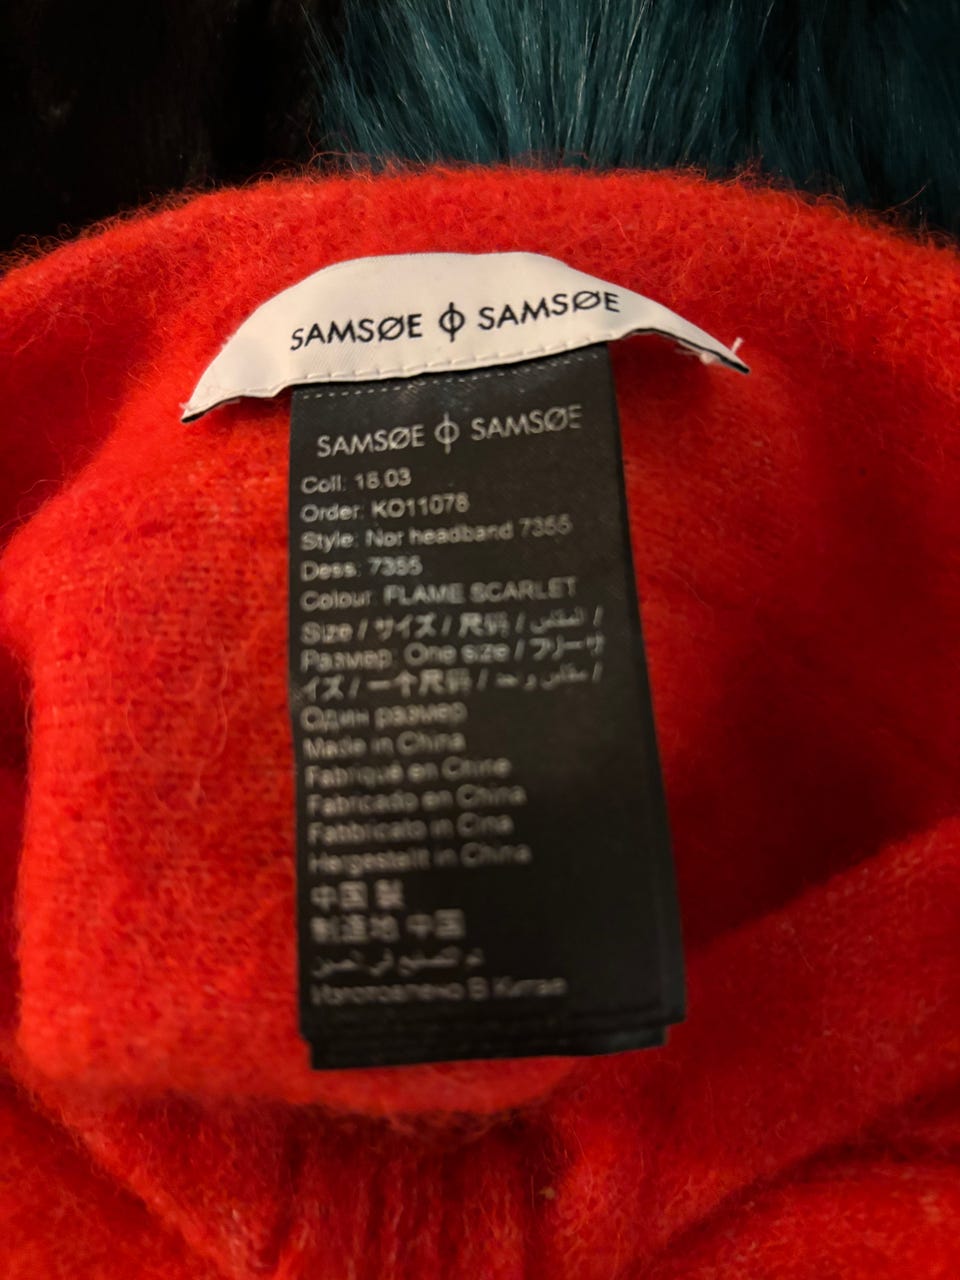 SAMSØE ϕ SAMSØE
SAMSØE ϕ SAMSØE
Coll: 18.03
Order: KO11078
Style: Nor headband 7355
Dess: 7355
Colour: FLAME SCARLET
Size / サイズ / 尺码 / المقاس /
Размер: One size / フリーサ
イズ / 一个尺码 / مقاس واحد /
Один размер
Made in China
Fabriqué en Chine
Fabricado en China
Fabbricato in Cina
Hergestellt in China
中国 製
制造地 中国
تم التصنيع في الصين
Изготовлено В Китае